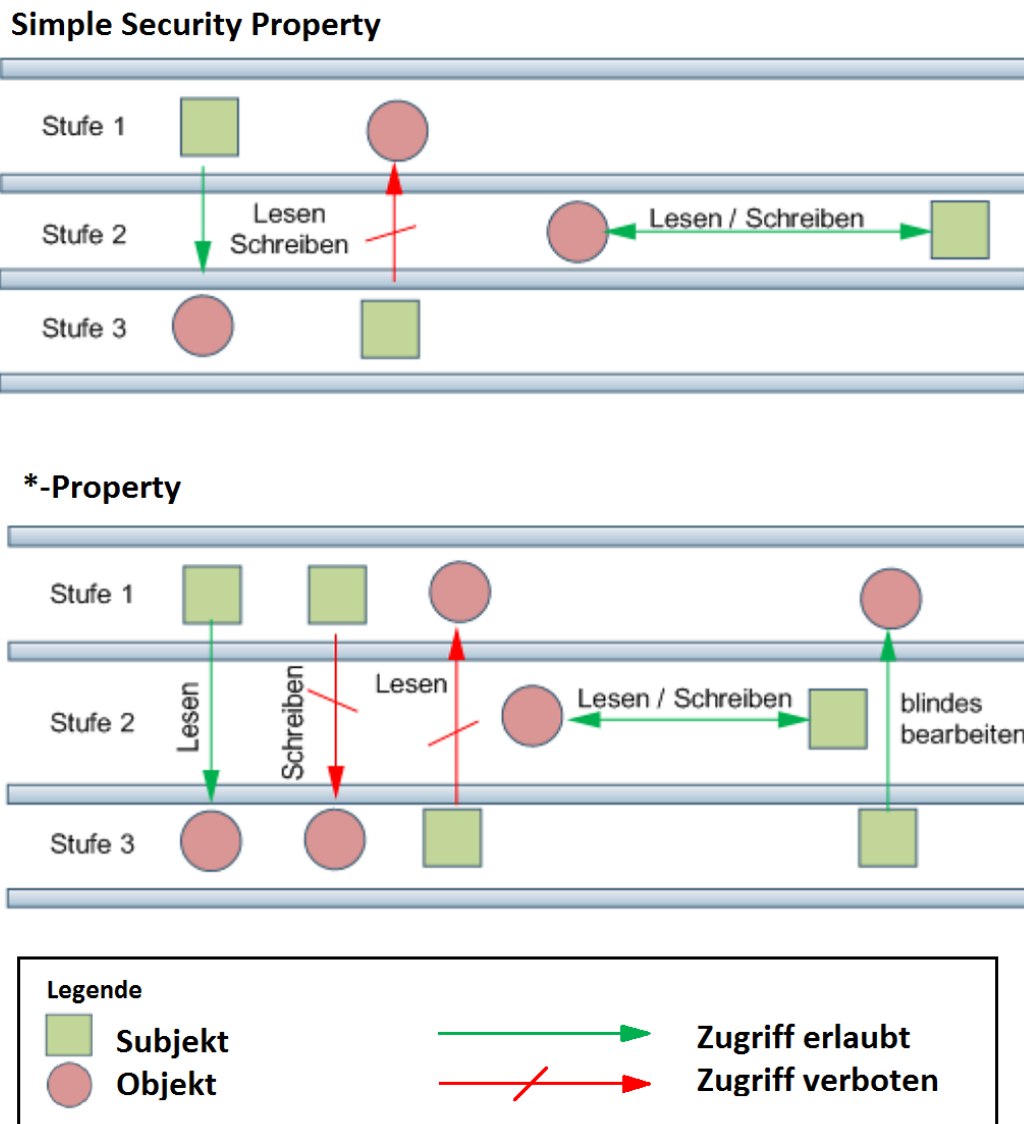 Simple Security Property
Stufe 1
Lesen
Schreiben
Stufe 2
Lesen / Schreiben
Stufe 3
*-Property
Stufe 1
Lesen
Schreiben
Lesen
Stufe 2
Lesen / Schreiben
blindes
bearbeiten
Stufe 3
Legende
Subjekt
Zugriff erlaubt
Objekt
Zugriff verboten